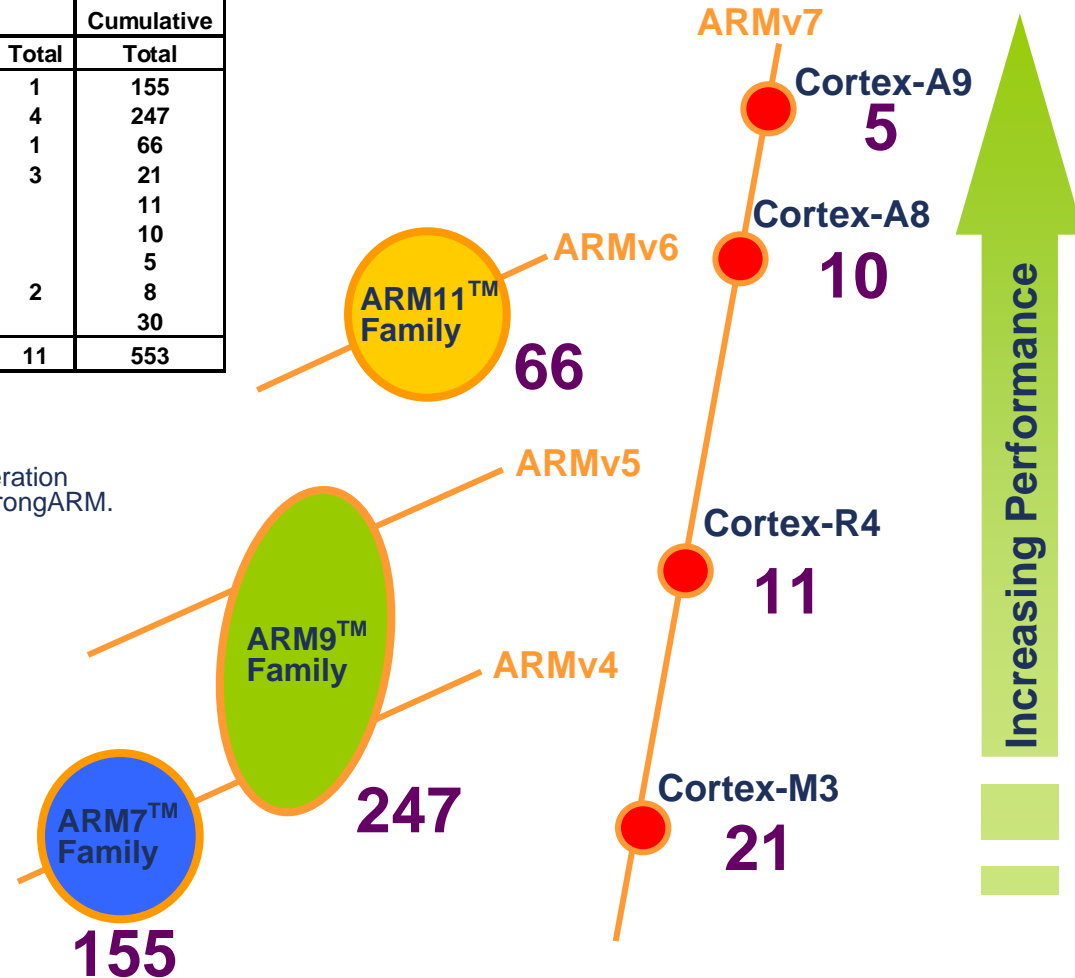 Cumulative
Total Total
1 155
4 247
1 66
3 21
11
10
5
2 8
30
11 553
ARMv7
Cortex-A9
5
Cortex-A8
10
ARMv6
ARM11™
Family
66
ARMv5
eration
rongARM.
Cortex-R4
11
ARM9™
Family
ARMv4
247
Cortex-M3
21
ARM7™
Family
155
Increasing Performance